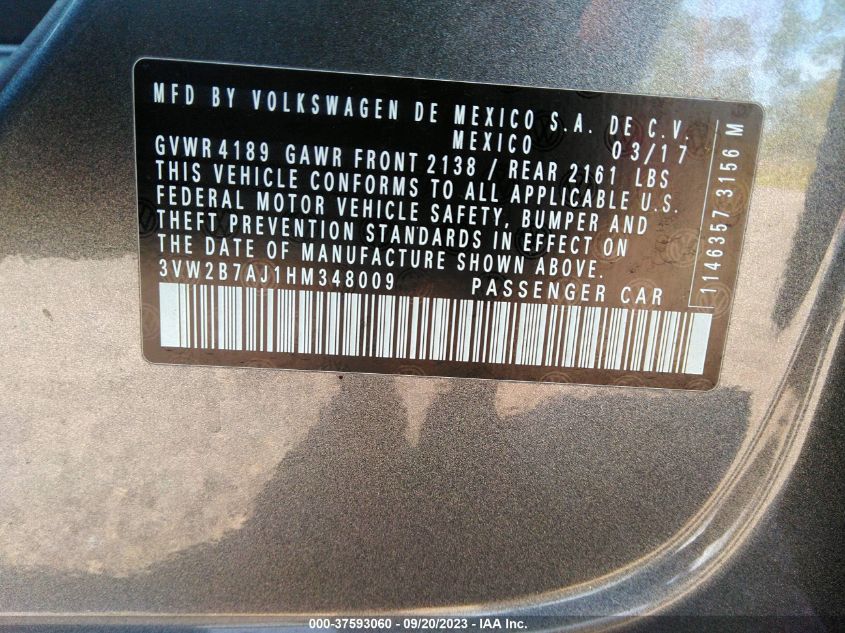 MFD BY VOLKSWAGEN DE MEXICO S.A. DE C.V.
MEXICO 03/17
GVWR 4189 GAWR FRONT 2138 / REAR 2161 LBS
THIS VEHICLE CONFORMS TO ALL APPLICABLE U.S.
FEDERAL MOTOR VEHICLE SAFETY, BUMPER AND
THEFT PREVENTION STANDARDS IN EFFECT ON
THE DATE OF MANUFACTURE SHOWN ABOVE.
3VW2B7AJ1HM348009 PASSENGER CAR
1146357 3156 M
000-37593060 - 09/20/2023 - IAA Inc.